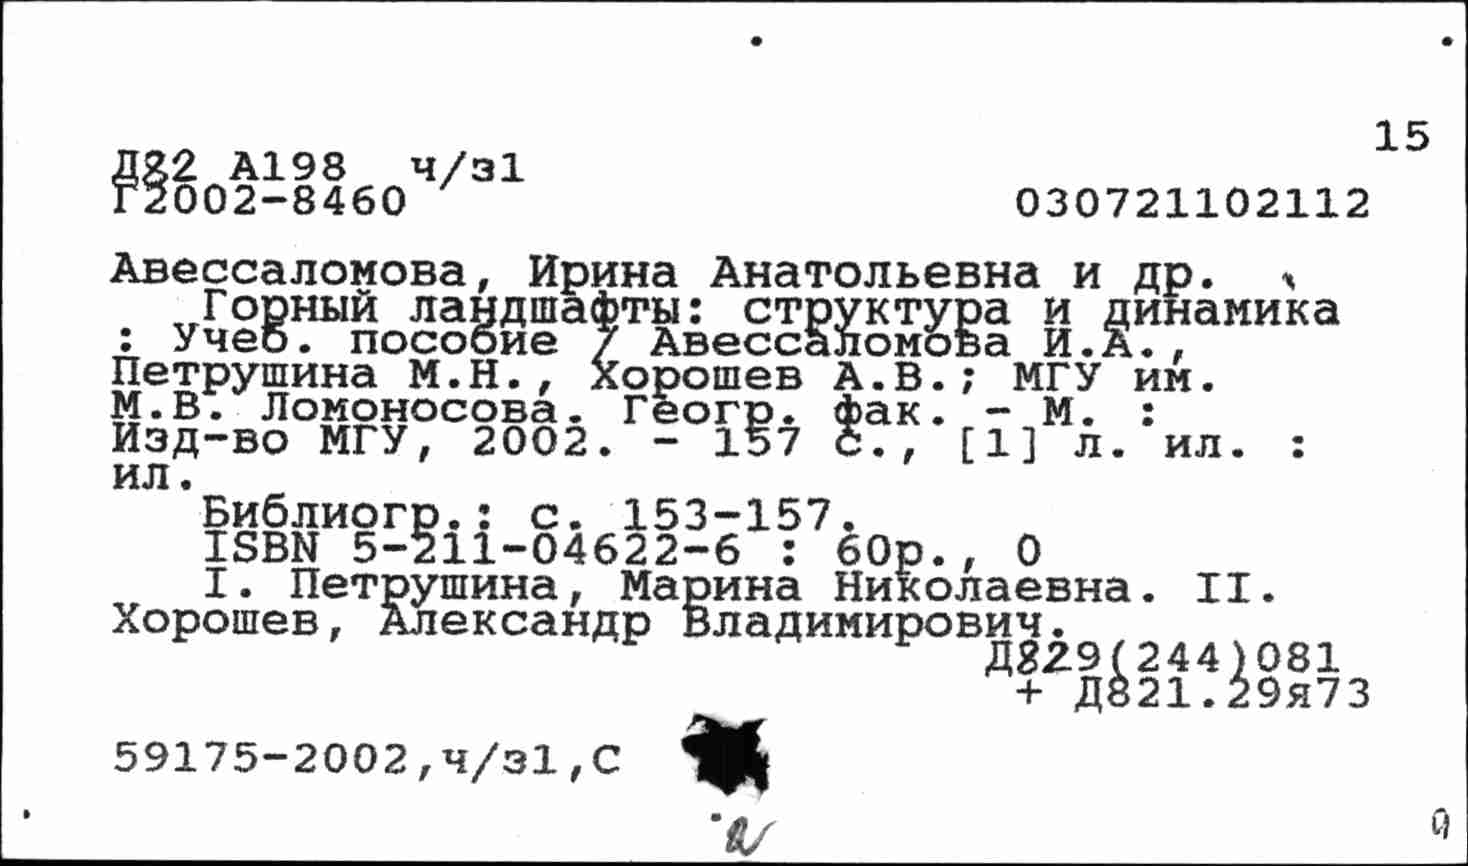 15
Д82 А198 ч/з1
Г2002-8460 030721102112
Авессаломова, Ирина Анатольевна и др.
Горный ландшафты: структура и динамика
: Учеб. пособие / Авессаломова И.А.,
Петрушина М.Н., Хорошев А.В.; МГУ им.
М.В. Ломоносова. Геогр. фак. - М. :
Изд-во МГУ, 2002. - 157 с., [1] л. ил. :
ил.
Библиогр.: с. 153-157.
ISBN 5-211-04622-6 : 60р., 0
I. Петрушина, Марина Николаевна. II.
Хорошев, Александр Владимирович.
Д829(244)081
+ Д821.29я73
59175-2002,ч/з1,С